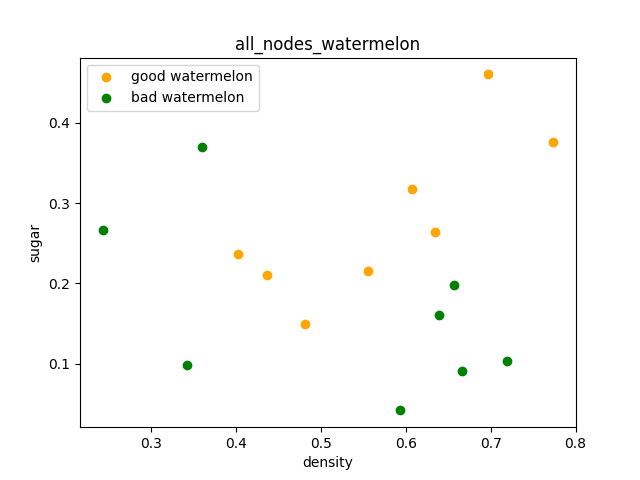 all_nodes_watermelon
good watermelon
bad watermelon
sugar
0.4
0.3
0.2
0.1
0.3 0.4 0.5 0.6 0.7 0.8
density